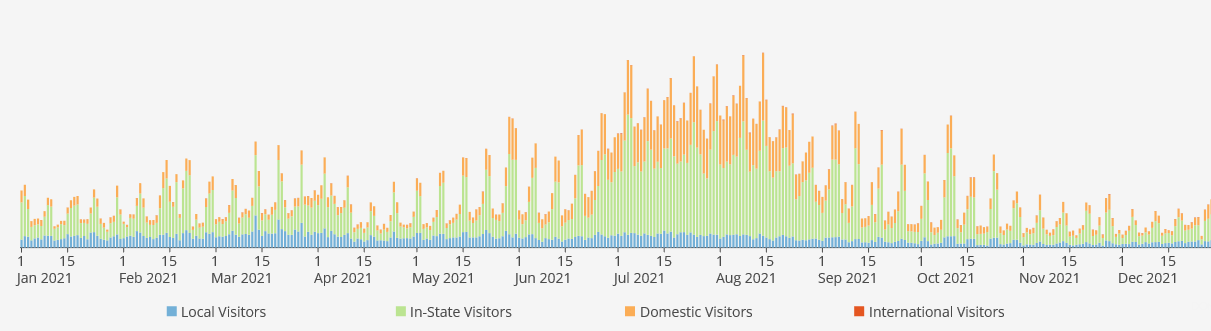 1 15 1 15 1 15 1 15 1 15 1 15 1 15 1 15 1 15 1 15 1 15 1 15
Jan 2021 Feb 2021 Mar 2021 Apr 2021 May 2021 Jun 2021 Jul 2021 Aug 2021 Sep 2021 Oct 2021 Nov 2021 Dec 2021
Local Visitors In-State Visitors Domestic Visitors International Visitors